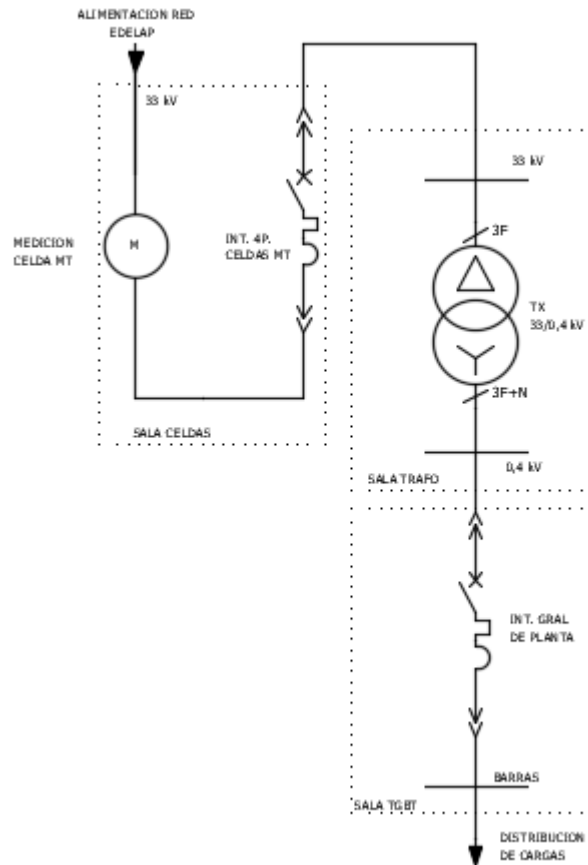 ALIMENTACION RED
EDELAP
33 kV
MEDICION
CELDA MT
M
INT. 4P.
CELDAS MT
SALA CELDAS
33 kV
3F
TX
33/0,4 kV
3F+N
0,4 kV
SALA TRAFO
INT. GRAL
DE PLANTA
BARRAS
SALA TGBT
DISTRIBUCION
DE CARGAS